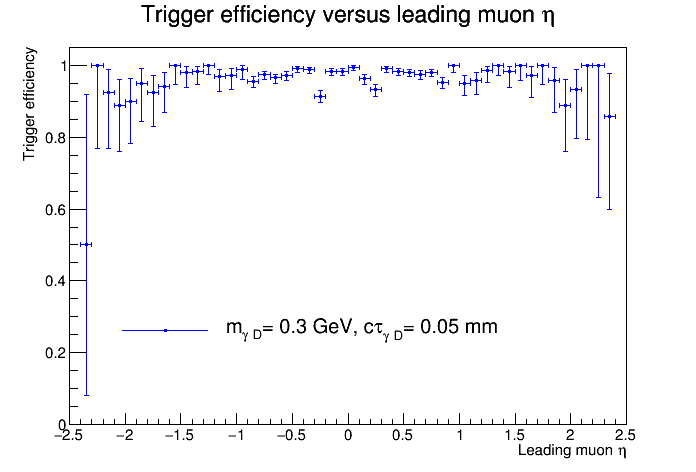 Trigger efficiency versus leading muon η
Trigger efficiency
1
0.8
0.6
0.4
0.2
0
mγ D= 0.3 GeV, cτγ D= 0.05 mm
−2.5 −2 −1.5 −1 −0.5 0 0.5 1 1.5 2 2.5
Leading muon η